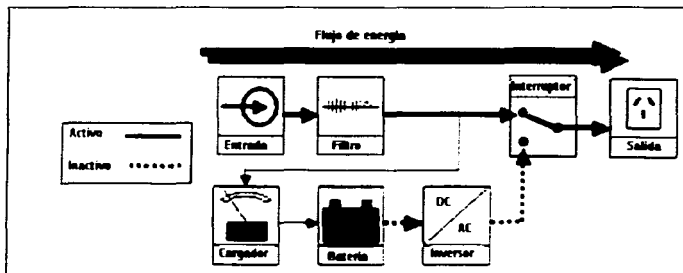 Flujo de energía
Interruptor
Activo
Inactivo
Entrada
Filtro
Salida
DC
AC
Cargador
Batería
Inversor